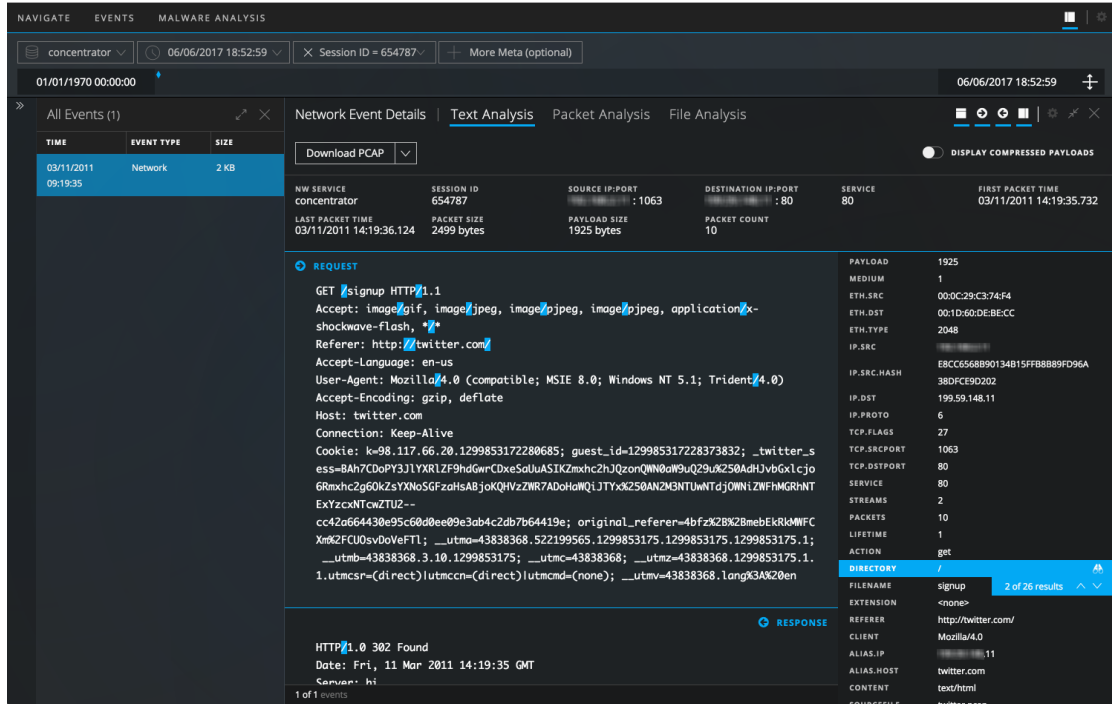 NAVIGATE EVENTS MALWARE ANALYSIS
concentrator 06/06/2017 18:52:59 Session ID = 654787 More Meta (optional)
01/01/1970 00:00:00 06/06/2017 18:52:59
All Events (1)
TIME EVENT TYPE SIZE
03/11/2011 Network 2 KB
09:19:35
Network Event Details | Text Analysis Packet Analysis File Analysis
Download PCAP
DISPLAY COMPRESSED PAYLOADS
NW SERVICE SESSION ID SOURCE IP:PORT DESTINATION IP:PORT SERVICE FIRST PACKET TIME
concentrator 654787 : 1063 : 80 80 03/11/2011 14:19:35.732
LAST PACKET TIME PACKET SIZE PAYLOAD SIZE PACKET COUNT
03/11/2011 14:19:36.124 2499 bytes 1925 bytes 10
REQUEST
GET /signup HTTP/1.1
Accept: image/gif, image/jpeg, image/pjpeg, image/pjpeg, application/x-
shockwave-flash, */*
Referer: http://twitter.com/
Accept-Language: en-us
User-Agent: Mozilla/4.0 (compatible; MSIE 8.0; Windows NT 5.1; Trident/4.0)
Accept-Encoding: gzip, deflate
Host: twitter.com
Connection: Keep-Alive
Cookie: k=98.117.66.20.1299853172280685; guest_id=129985317228373832; _twitter_s
ess=BAh7CDoPY3JlYXRlZF9hdGwrCDxeSaUuASIKZmxhc2hJQzonQWN0aW9uQ29u%250AdHJvbGxlcjo
6Rmxhc2g6OkZsYXNoSGFzaHsABjoKQHVzZWR7ADoHaWQiJTYx%250AN2M3NTUwNTdjOWNiZWFhMGRhNT
ExYzcxNTcwZTU2--
cc42a664430e95c60d0ee09e3ab4c2db7b64419e; original_referer=4bfz%2B%2BmebEkRkMWFC
Xm%2FCUOsvDoVeFTl; __utma=43838368.522199565.1299853175.1299853175.1299853175.1;
__utmb=43838368.3.10.1299853175; __utmc=43838368; __utmz=43838368.1299853175.1.
1.utmcsr=(direct)|utmccn=(direct)|utmcmd=(none); __utmv=43838368.lang%3A%20en
RESPONSE
HTTP/1.0 302 Found
Date: Fri, 11 Mar 2011 14:19:35 GMT
Server: hi
1 of 1 events
PAYLOAD 1925
MEDIUM 1
ETH.SRC 00:0C:29:C3:74:F4
ETH.DST 00:1D:60:DE:BE:CC
ETH.TYPE 2048
IP.SRC
IP.SRC.HASH E8CC6568B90134B15FFB8B89FD96A
38DFCE9D202
IP.DST 199.59.148.11
IP.PROTO 6
TCP.FLAGS 27
TCP.SRCPORT 1063
TCP.DSTPORT 80
SERVICE 80
STREAMS 2
PACKETS 10
LIFETIME 1
ACTION get
DIRECTORY /
FILENAME signup 2 of 26 results
EXTENSION <none>
REFERER http://twitter.com/
CLIENT Mozilla/4.0
ALIAS.IP .11
ALIAS.HOST twitter.com
CONTENT text/html
SOURCEFILE twitter.pcap